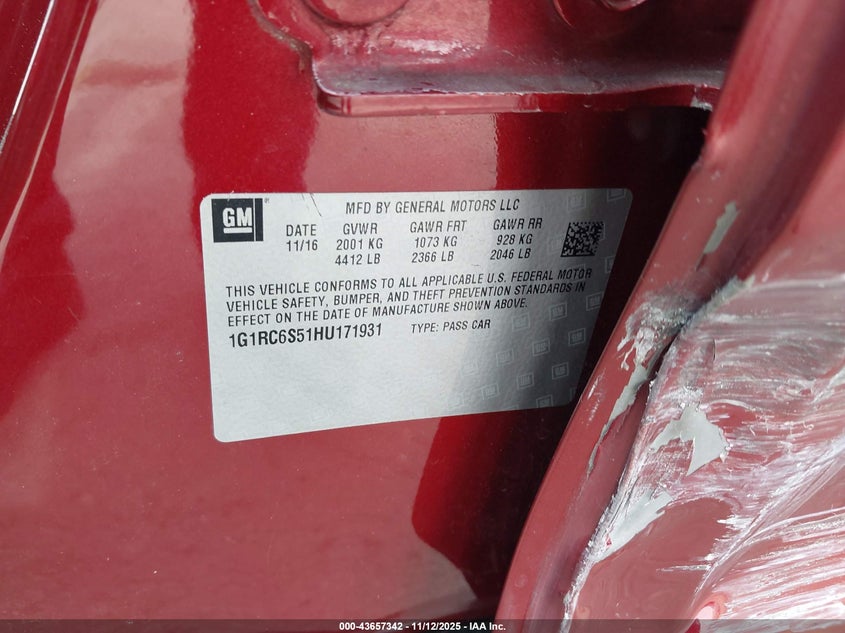 GM
MFD BY GENERAL MOTORS LLC
DATE GVWR GAWR FRT GAWR RR
11/16 2001 KG 1073 KG 928 KG
4412 LB 2366 LB 2046 LB
THIS VEHICLE CONFORMS TO ALL APPLICABLE U.S. FEDERAL MOTOR
VEHICLE SAFETY, BUMPER, AND THEFT PREVENTION STANDARDS IN
EFFECT ON THE DATE OF MANUFACTURE SHOWN ABOVE.
1G1RC6S51HU171931 TYPE: PASS CAR
000-43657342 - 11/12/2025 - IAA, Inc.